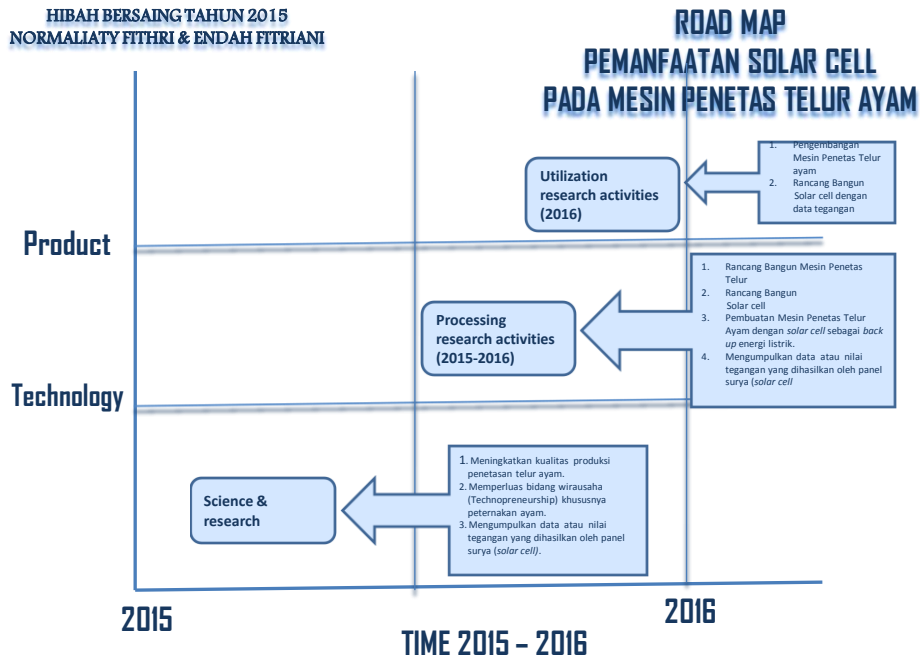 HIBAH BERSAING TAHUN 2015
NORMALIATY FITHRI & ENDAH FITRIANI
ROAD MAP
PEMANFAATAN SOLAR CELL
PADA MESIN PENETAS TELUR AYAM
1. Pengembangan
Mesin Penetas Telur
ayam
2. Rancang Bangun
Solar cell dengan
data tegangan
Utilization
research activities
(2016)
Product
1. Rancang Bangun Mesin Penetas
Telur
2. Rancang Bangun
Solar cell
3. Pembuatan Mesin Penetas Telur
Ayam dengan solar cell sebagai back
up energi listrik.
4. Mengumpulkan data atau nilai
tegangan yang dihasilkan oleh panel
surya (solar cell
Processing
research activities
(2015-2016)
Technology
1. Meningkatkan kualitas produksi
penetasan telur ayam.
2. Memperluas bidang wirausaha
(Technopreneurship) khususnya
peternakan ayam.
3. Mengumpulkan data atau nilai
tegangan yang dihasilkan oleh panel
surya (solar cell).
Science &
research
2015
2016
TIME 2015 – 2016